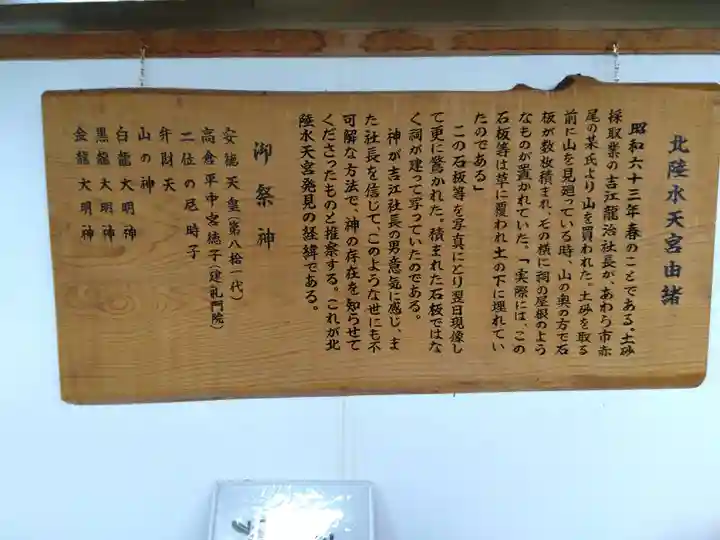 北陸水天宮由緒
昭和六十三年春のことである。土砂
採取業の吉江龍治社長が、あわら市赤
尾の某氏より山を買われた。土砂を取る
前に山を見廻っている時、山の奥の方で石
板が数枚積まれ、その横に祠の屋根のよう
なものが置かれていた。「実際には、この
石板等は草に覆われ土の下に埋れてい
たのである」
この石板等を写真にとり翌日現像し
て更に驚かれた。積まれた石板ではな
く祠が建って写っていたのである。
神が吉江社長の男意気に感じ、ま
た社長を信じて、このような世にも不
可解な方法で、神の存在を知らせて
くださったものと推察する。これが北
陸水天宮発見の経緯である。
御祭神
安徳天皇(第八拾一代)
高倉平中宮徳子(建礼門院)
二位の尼時子
弁財天
山の神
白龍大明神
黒龍大明神
金龍大明神